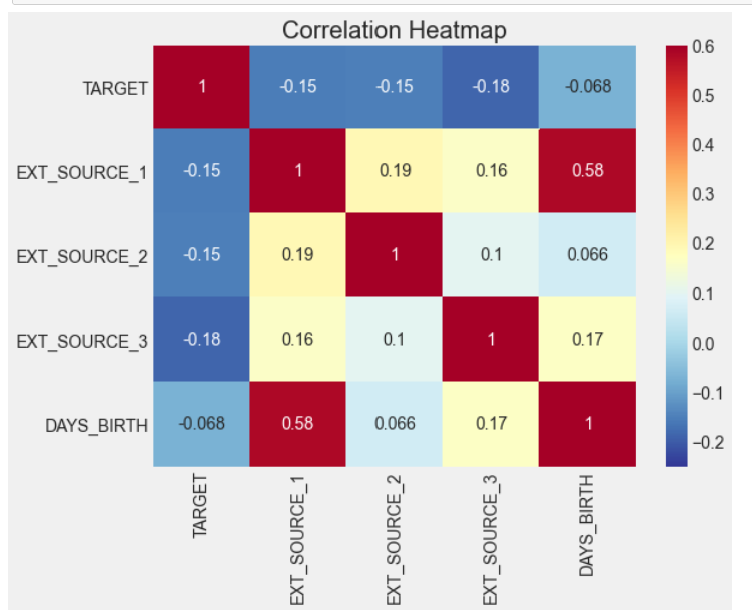 Correlation Heatmap
TARGET 1 -0.15 -0.15 -0.18 -0.068
EXT_SOURCE_1 -0.15 1 0.19 0.16 0.58
EXT_SOURCE_2 -0.15 0.19 1 0.1 0.066
EXT_SOURCE_3 -0.18 0.16 0.1 1 0.17
DAYS_BIRTH -0.068 0.58 0.066 0.17 1
TARGET
EXT_SOURCE_1
EXT_SOURCE_2
EXT_SOURCE_3
DAYS_BIRTH
0.6
0.5
0.4
0.3
0.2
0.1
0.0
−0.1
−0.2